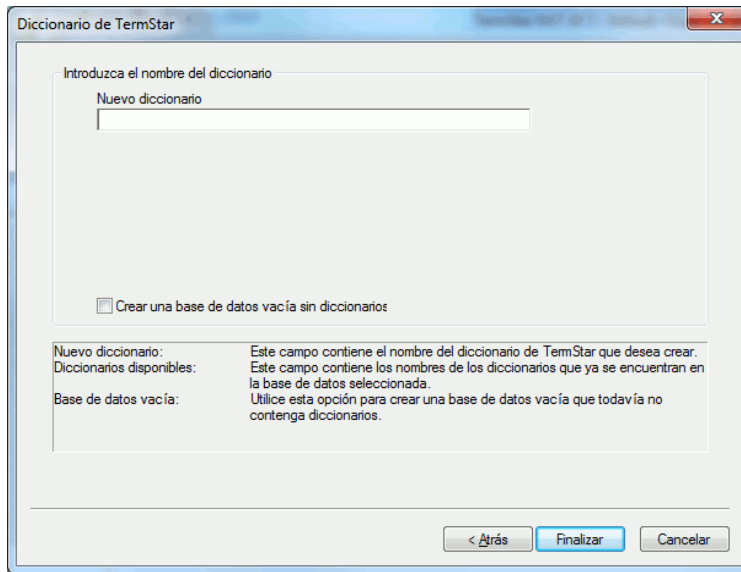 Diccionario de TermStar
Introduzca el nombre del diccionario
Nuevo diccionario
Crear una base de datos vacía sin diccionarios
Nuevo diccionario: Este campo contiene el nombre del diccionario de TermStar que desea crear.
Diccionarios disponibles: Este campo contiene los nombres de los diccionarios que ya se encuentran en
la base de datos seleccionada.
Base de datos vacía: Utilice esta opción para crear una base de datos vacía que todavía no
contenga diccionarios.
< Atrás Finalizar Cancelar